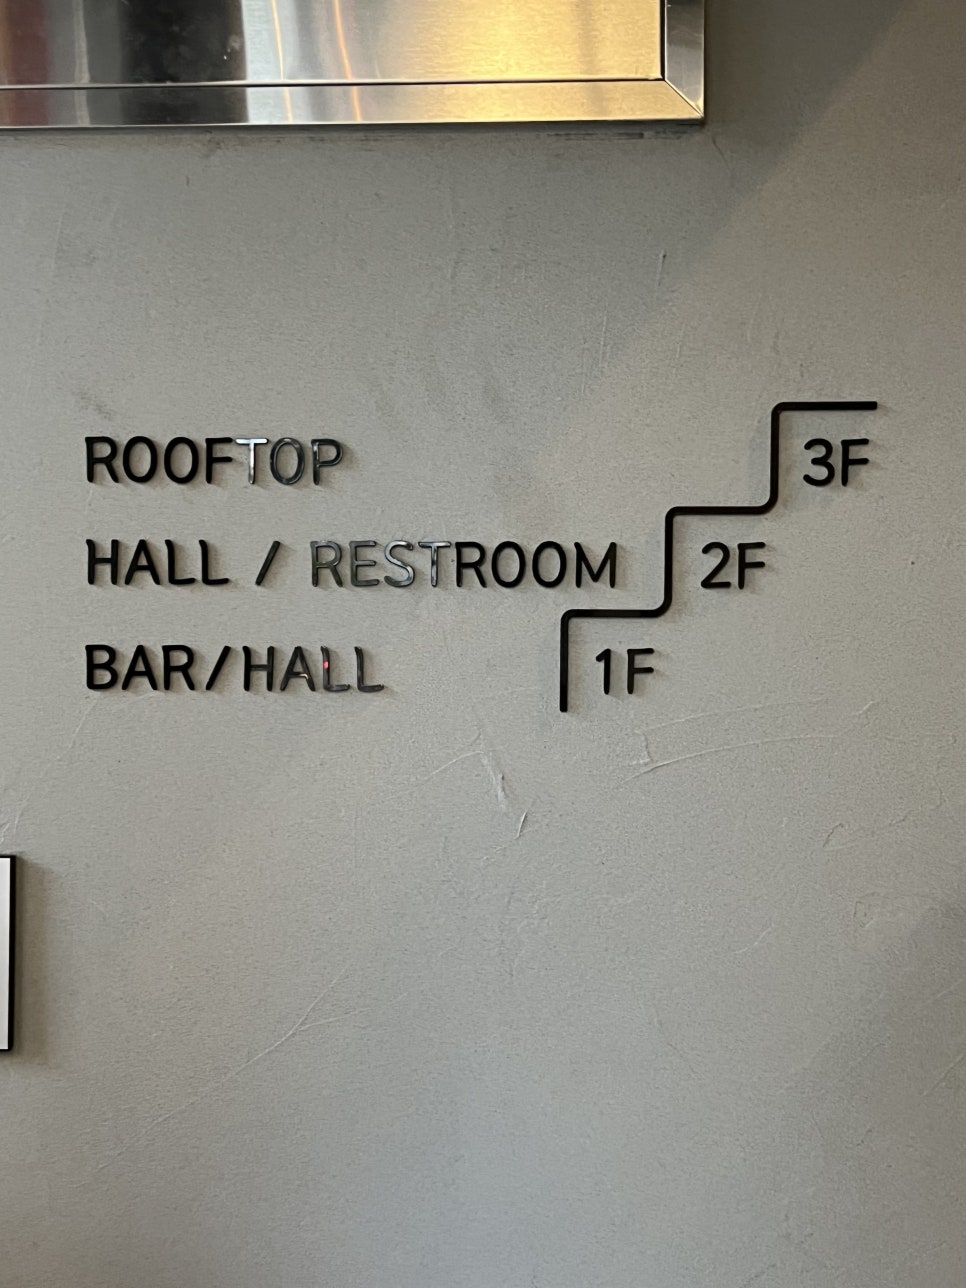 ROOFTOP 3F
HALL / RESTROOM 2F
BAR/HALL 1F